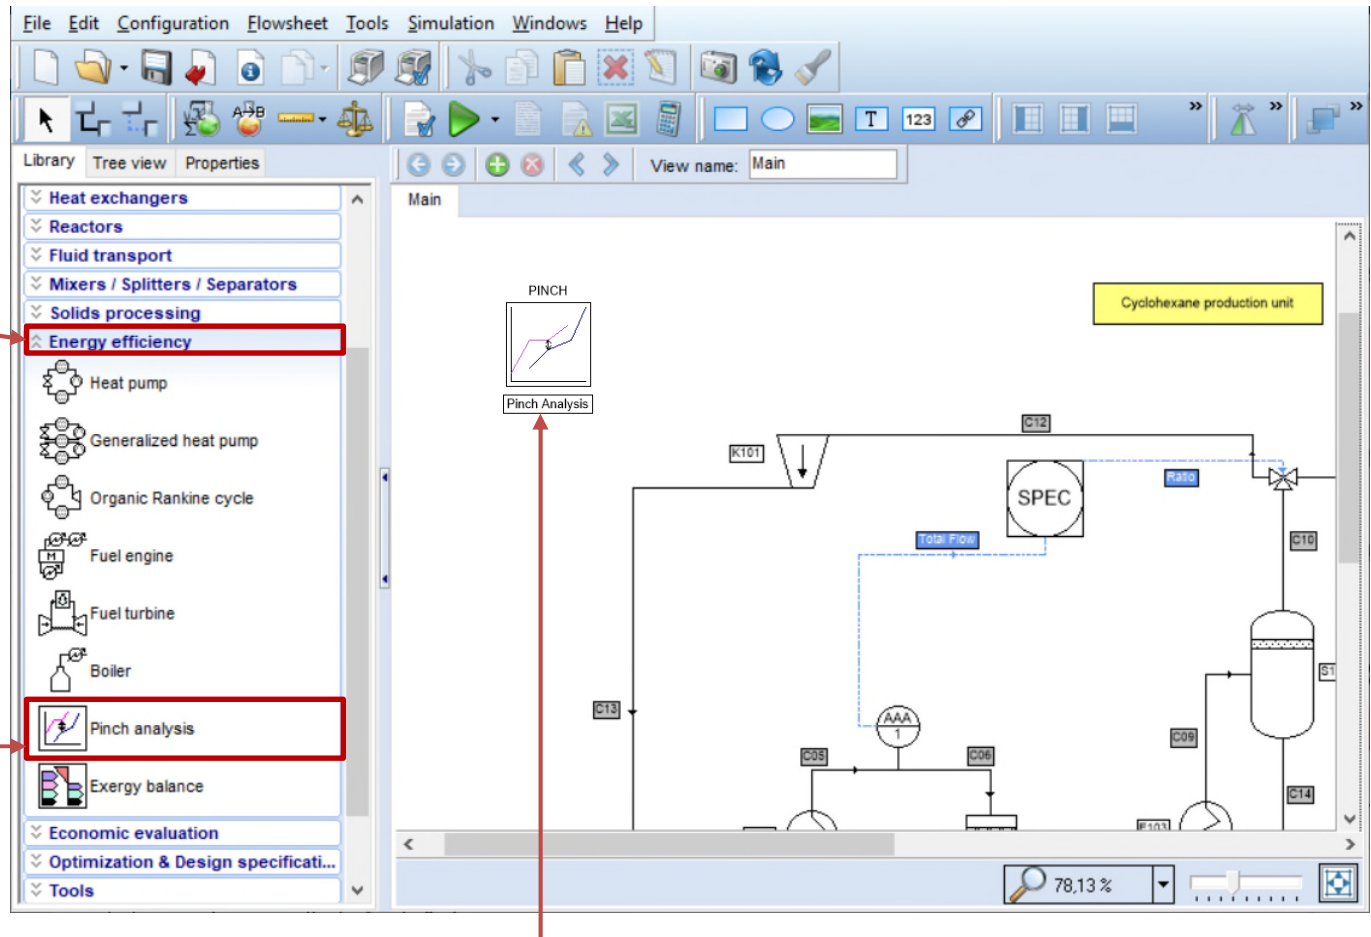 File Edit Configuration Flowsheet Tools Simulation Windows Help
A→B
T 123
Library Tree view Properties
View name: Main
Main
Heat exchangers
Reactors
Fluid transport
Mixers / Splitters / Separators
Solids processing
Energy efficiency
Heat pump
Generalized heat pump
Organic Rankine cycle
M
Fuel engine
Fuel turbine
Boiler
Pinch analysis
Exergy balance
Economic evaluation
Optimization & Design specificati...
Tools
PINCH
Pinch Analysis
Cyclohexane production unit
C12
K101
SPEC
Ratio
Total Flow
C10
S1
C13
AAA
1
C05
C06
C09
C14
E103
78,13 %